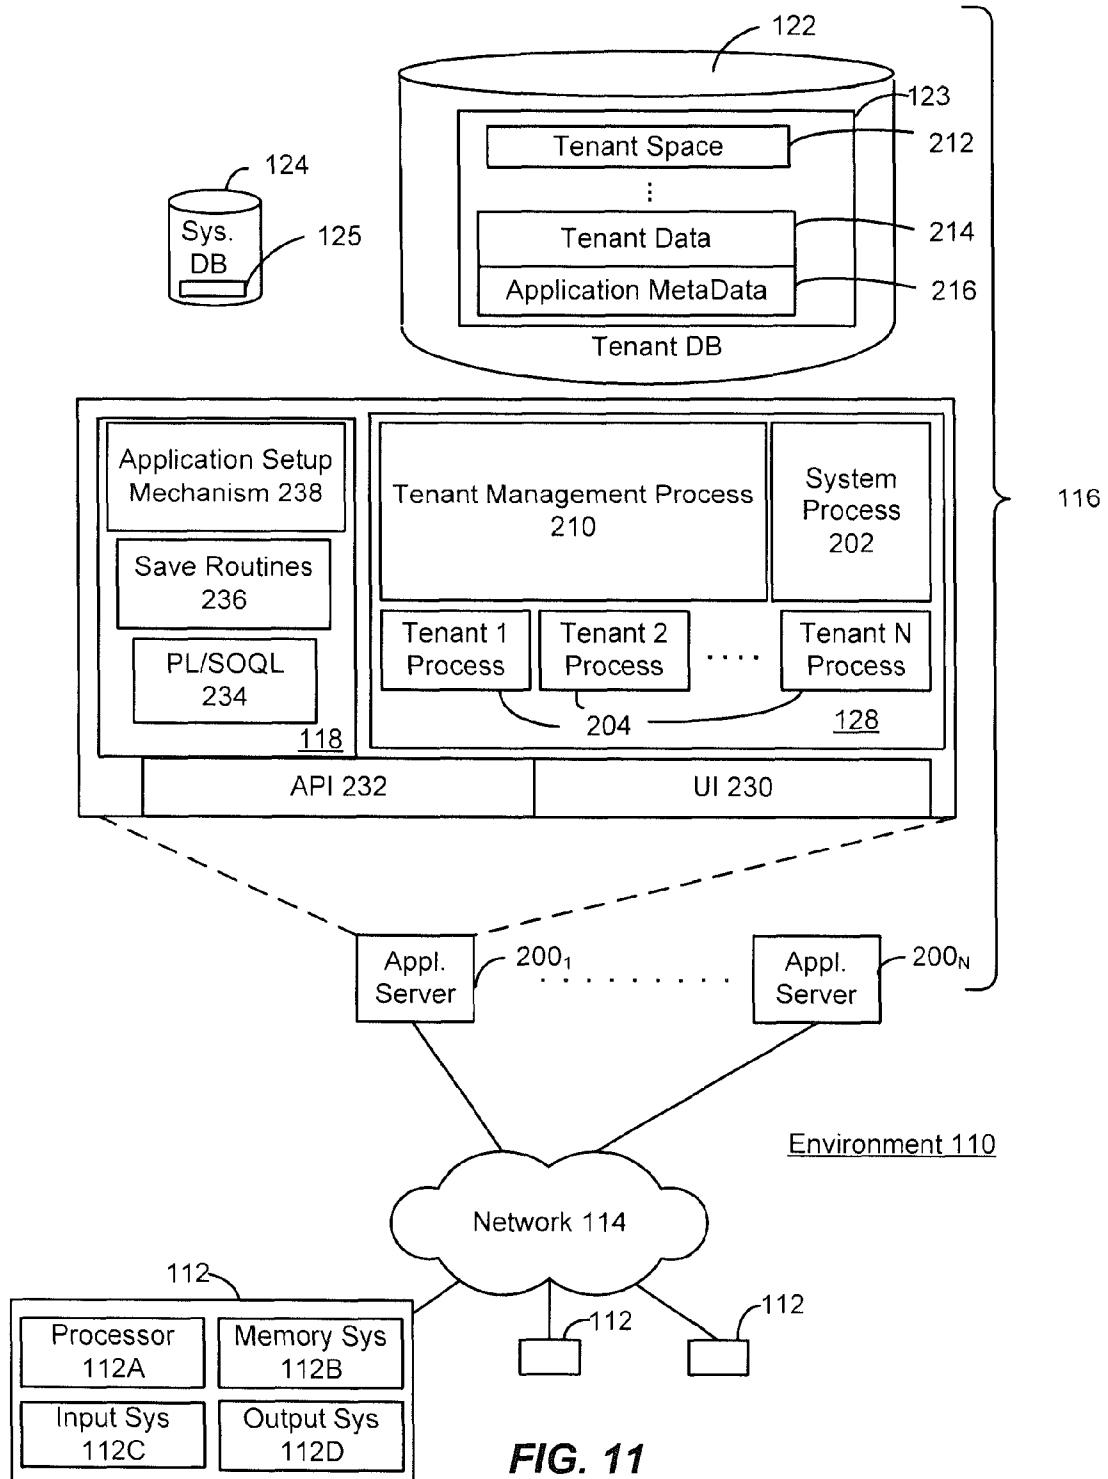 122
123
Tenant Space
212
⋮
124
Sys.
DB
125
Tenant Data
214
Application MetaData
216
Tenant DB
116
Application Setup
Mechanism 238
Tenant Management Process
210
System
Process
202
Save Routines
236
Tenant 1
Process
Tenant 2
Process
. . . .
Tenant N
Process
PL/SOQL
234
204
128
118
API 232
UI 230
Appl.
Server
200₁
. . . . . . . . .
Appl.
Server
200N
Environment 110
Network 114
112
112
112
Processor
112A
Memory Sys
112B
Input Sys
112C
Output Sys
112D
FIG. 11